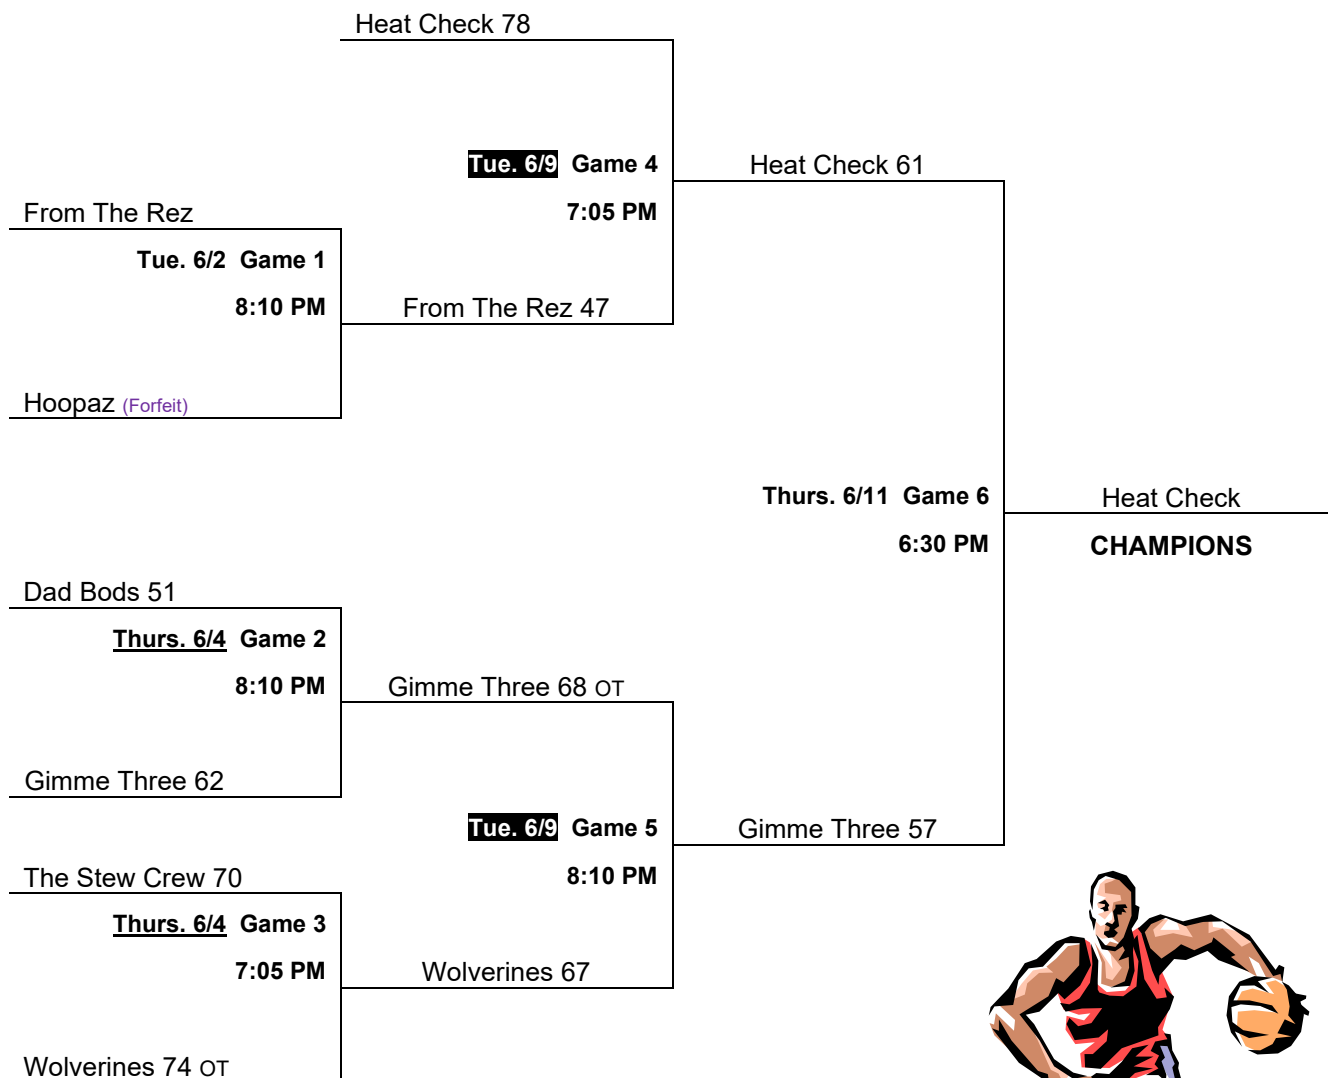 Heat Check 78
Tue. 6/9 Game 4
7:05 PM
Heat Check 61
From The Rez
Tue. 6/2 Game 1
8:10 PM
From The Rez 47
Hoopaz (Forfeit)
Thurs. 6/11 Game 6
6:30 PM
Heat Check
CHAMPIONS
Dad Bods 51
Thurs. 6/4 Game 2
8:10 PM
Gimme Three 68 OT
Gimme Three 62
Tue. 6/9 Game 5
8:10 PM
Gimme Three 57
The Stew Crew 70
Thurs. 6/4 Game 3
7:05 PM
Wolverines 67
Wolverines 74 OT